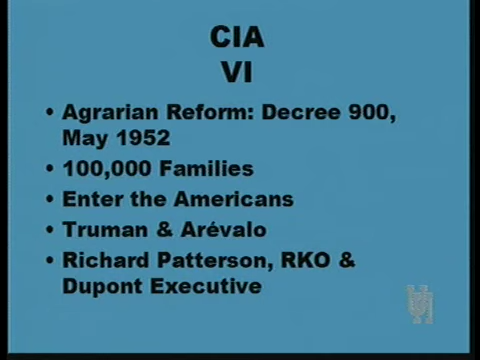 CIA
VI
• Agrarian Reform: Decree 900,
May 1952
• 100,000 Families
• Enter the Americans
• Truman & Arévalo
• Richard Patterson, RKO &
Dupont Executive